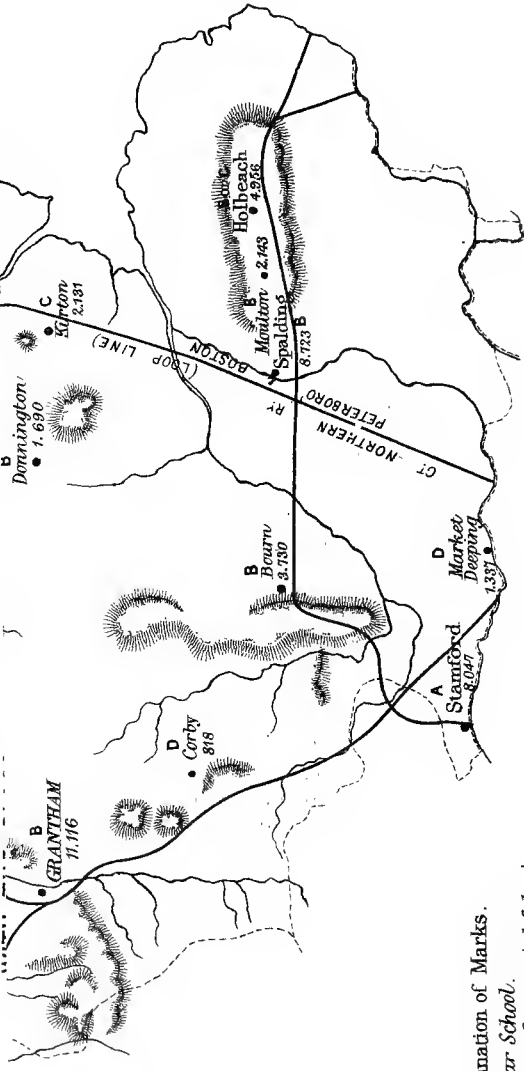 B
Donnington
1.690
C
Kirton
2.131
B
GRANTHAM
11.116
D
Corby
818
B
Bourn
3.730
B
Moulton
2.143
Holbeach
4.956
Spalding
B
8.723
GT NORTHERN RY
PETERBORO'
BOSTON
(LOOP LINE)
A
Stamford
8.047
D
Market
Deeping
1.337
nation of Marks.
ar School.